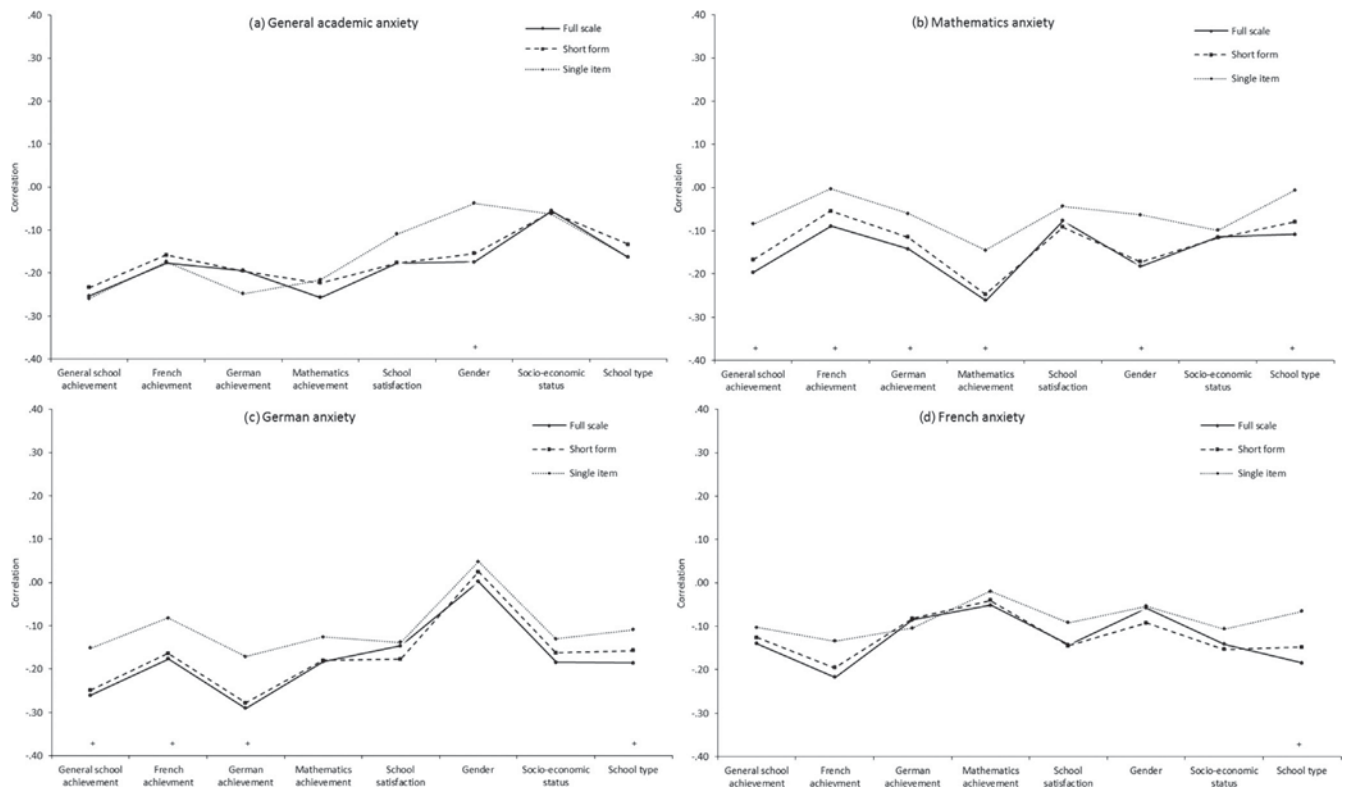 (a) General academic anxiety
Full scale
Short form
Single item
.40
.30
.20
.10
.00
-.10
-.20
-.30
-.40
Correlation
+
General school
achievement
French
achievment
German
achievement
Mathematics
achievement
School
satisfaction
Gender
Socio-economic
status
School type
(b) Mathematics anxiety
Full scale
Short form
Single item
.40
.30
.20
.10
.00
-.10
-.20
-.30
-.40
Correlation
+ + + + + +
General school
achievement
French
achievment
German
achievement
Mathematics
achievement
School
satisfaction
Gender
Socio-economic
status
School type
(c) German anxiety
Full scale
Short form
Single item
.40
.30
.20
.10
.00
-.10
-.20
-.30
-.40
Correlation
+ + + +
General school
achievement
French
achievment
German
achievement
Mathematics
achievement
School
satisfaction
Gender
Socio-economic
status
School type
(d) French anxiety
Full scale
Short form
Single item
.40
.30
.20
.10
.00
-.10
-.20
-.30
-.40
Correlation
+
General school
achievement
French
achievment
German
achievement
Mathematics
achievement
School
satisfaction
Gender
Socio-economic
status
School type